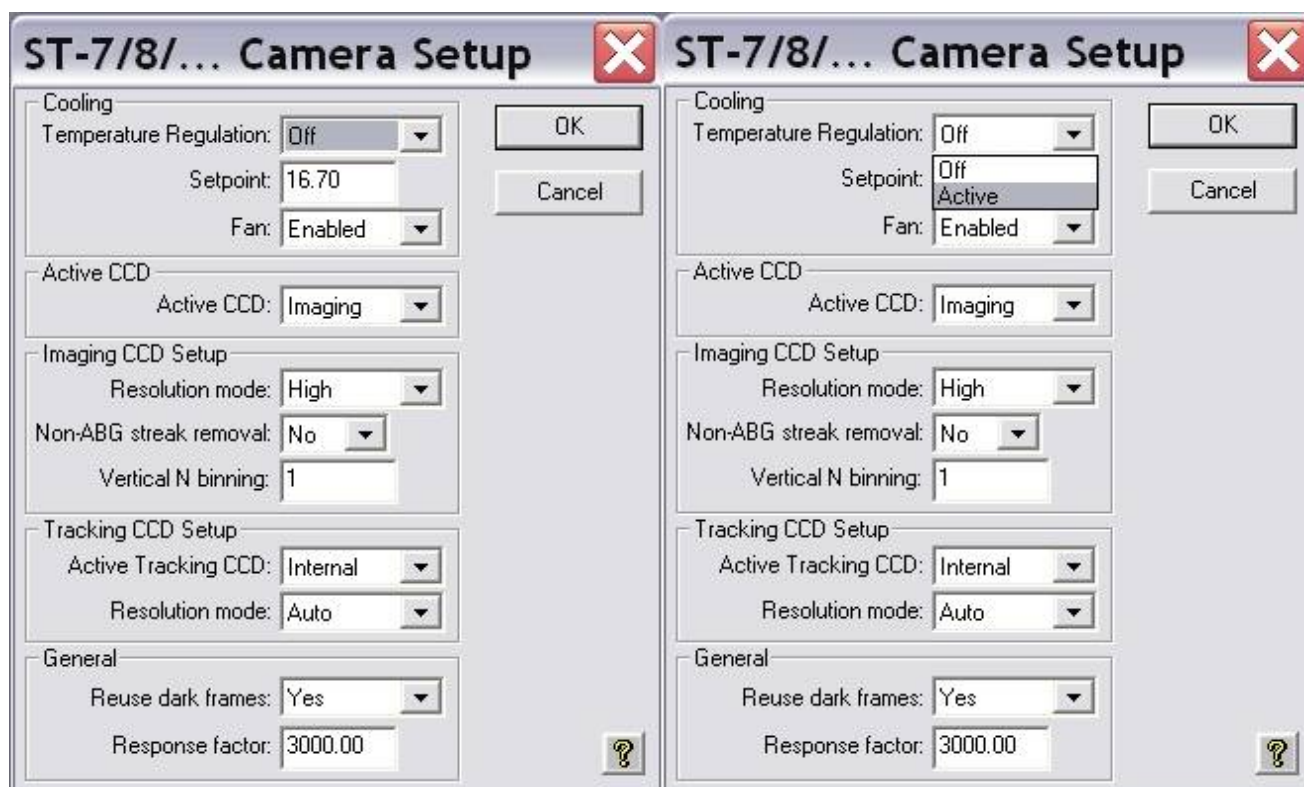 ST-7/8/... Camera Setup
Cooling
Temperature Regulation: Off
Setpoint: 16.70
Fan: Enabled
OK
Cancel
Active CCD
Active CCD: Imaging
Imaging CCD Setup
Resolution mode: High
Non-ABG streak removal: No
Vertical N binning: 1
Tracking CCD Setup
Active Tracking CCD: Internal
Resolution mode: Auto
General
Reuse dark frames: Yes
Response factor: 3000.00
?
ST-7/8/... Camera Setup
Cooling
Temperature Regulation: Off
Off
Setpoint:
Active
Fan: Enabled
OK
Cancel
Active CCD
Active CCD: Imaging
Imaging CCD Setup
Resolution mode: High
Non-ABG streak removal: No
Vertical N binning: 1
Tracking CCD Setup
Active Tracking CCD: Internal
Resolution mode: Auto
General
Reuse dark frames: Yes
Response factor: 3000.00
?